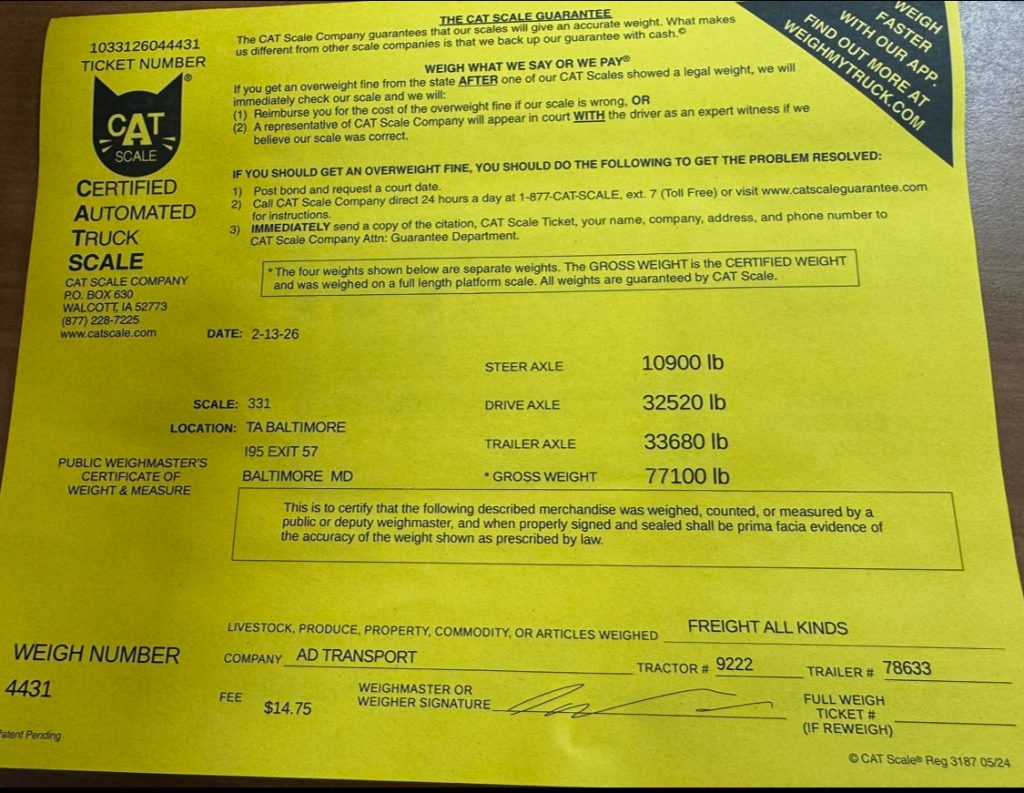 1033126044431
TICKET NUMBER
CAT
SCALE
®
CERTIFIED
AUTOMATED
TRUCK
SCALE
CAT SCALE COMPANY
P.O. BOX 630
WALCOTT, IA 52773
(877) 228-7225
www.catscale.com
THE CAT SCALE GUARANTEE
The CAT Scale Company guarantees that our scales will give an accurate weight. What makes
us different from other scale companies is that we back up our guarantee with cash.©
WEIGH WHAT WE SAY OR WE PAY®
If you get an overweight fine from the state AFTER one of our CAT Scales showed a legal weight, we will
immediately check our scale and we will:
(1) Reimburse you for the cost of the overweight fine if our scale is wrong, OR
(2) A representative of CAT Scale Company will appear in court WITH the driver as an expert witness if we
believe our scale was correct.
WEIGH
FASTER
WITH OUR APP.
FIND OUT MORE AT
WEIGHMYTRUCK.COM
IF YOU SHOULD GET AN OVERWEIGHT FINE, YOU SHOULD DO THE FOLLOWING TO GET THE PROBLEM RESOLVED:
1) Post bond and request a court date.
2) Call CAT Scale Company direct 24 hours a day at 1-877-CAT-SCALE, ext. 7 (Toll Free) or visit www.catscaleguarantee.com
for instructions.
3) IMMEDIATELY send a copy of the citation, CAT Scale Ticket, your name, company, address, and phone number to
CAT Scale Company Attn: Guarantee Department.
* The four weights shown below are separate weights. The GROSS WEIGHT is the CERTIFIED WEIGHT
and was weighed on a full length platform scale. All weights are guaranteed by CAT Scale.
DATE: 2-13-26
STEER AXLE 10900 lb
SCALE: 331
DRIVE AXLE 32520 lb
LOCATION: TA BALTIMORE
I95 EXIT 57
TRAILER AXLE 33680 lb
BALTIMORE MD
* GROSS WEIGHT 77100 lb
PUBLIC WEIGHMASTER'S
CERTIFICATE OF
WEIGHT & MEASURE
This is to certify that the following described merchandise was weighed, counted, or measured by a
public or deputy weighmaster, and when properly signed and sealed shall be prima facia evidence of
the accuracy of the weight shown as prescribed by law.
LIVESTOCK, PRODUCE, PROPERTY, COMMODITY, OR ARTICLES WEIGHED FREIGHT ALL KINDS
WEIGH NUMBER
4431
COMPANY AD TRANSPORT
TRACTOR # 9222
TRAILER # 78633
FEE $14.75
WEIGHMASTER OR
WEIGHER SIGNATURE
FULL WEIGH
TICKET #
(IF REWEIGH)
Patent Pending
© CAT Scale® Reg 3187 05/24